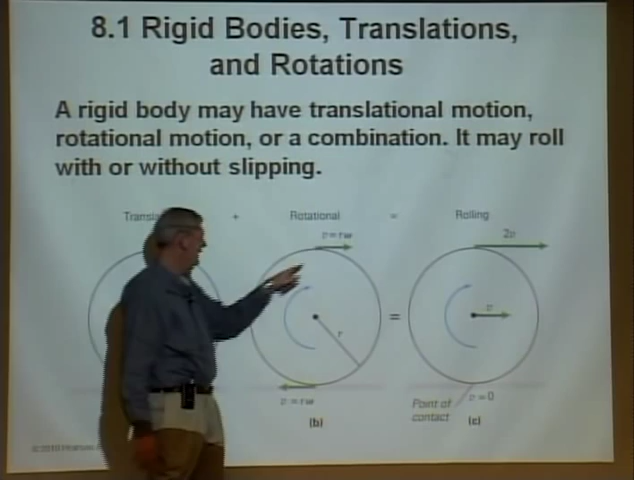 8.1 Rigid Bodies, Translations,
and Rotations
A rigid body may have translational motion,
rotational motion, or a combination. It may roll
with or without slipping.
+ Rotational = Rolling
v = rω
2v
r
=
v
v = rω
v = 0
Point of
contact
(b)
(c)